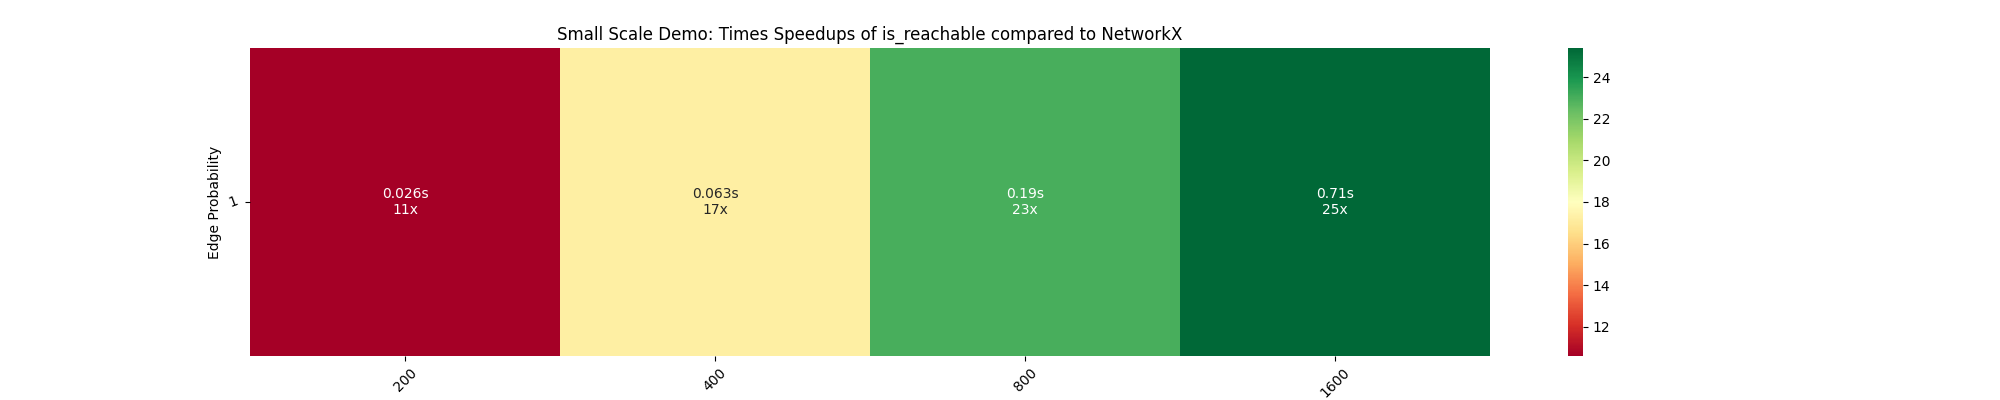 Small Scale Demo: Times Speedups of is_reachable compared to NetworkX
Edge Probability
1
0.026s
11x
0.063s
17x
0.19s
23x
0.71s
25x
200
400
800
1600
24
22
20
18
16
14
12